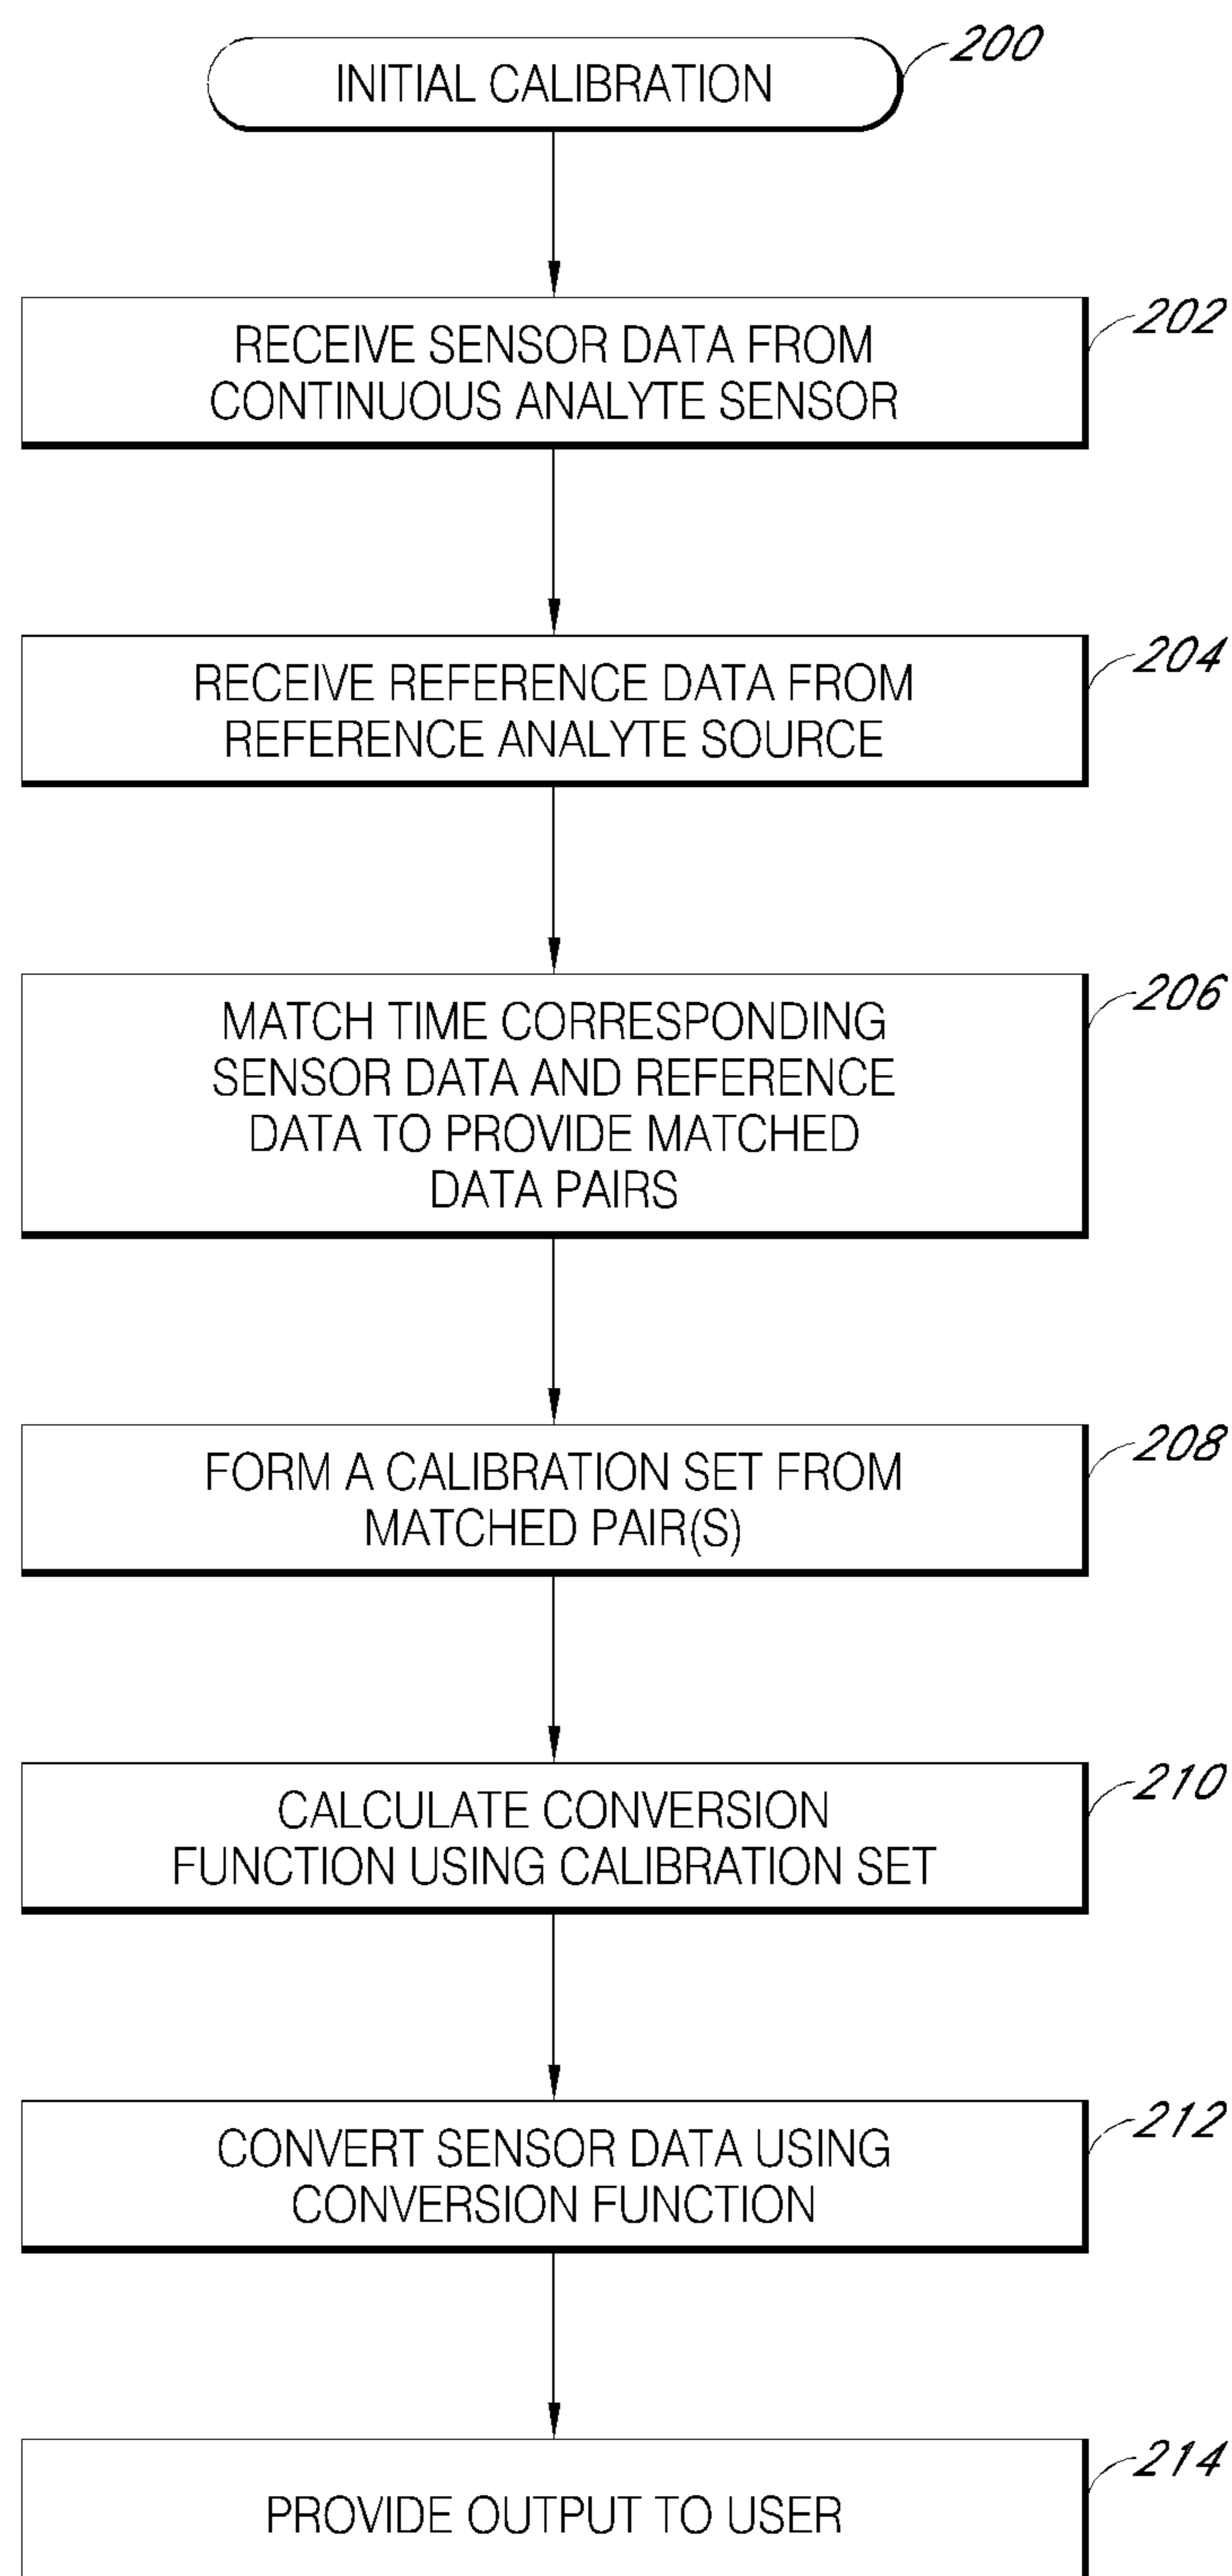 INITIAL CALIBRATION
200
RECEIVE SENSOR DATA FROM
CONTINUOUS ANALYTE SENSOR
202
RECEIVE REFERENCE DATA FROM
REFERENCE ANALYTE SOURCE
204
MATCH TIME CORRESPONDING
SENSOR DATA AND REFERENCE
DATA TO PROVIDE MATCHED
DATA PAIRS
206
FORM A CALIBRATION SET FROM
MATCHED PAIR(S)
208
CALCULATE CONVERSION
FUNCTION USING CALIBRATION SET
210
CONVERT SENSOR DATA USING
CONVERSION FUNCTION
212
PROVIDE OUTPUT TO USER
214